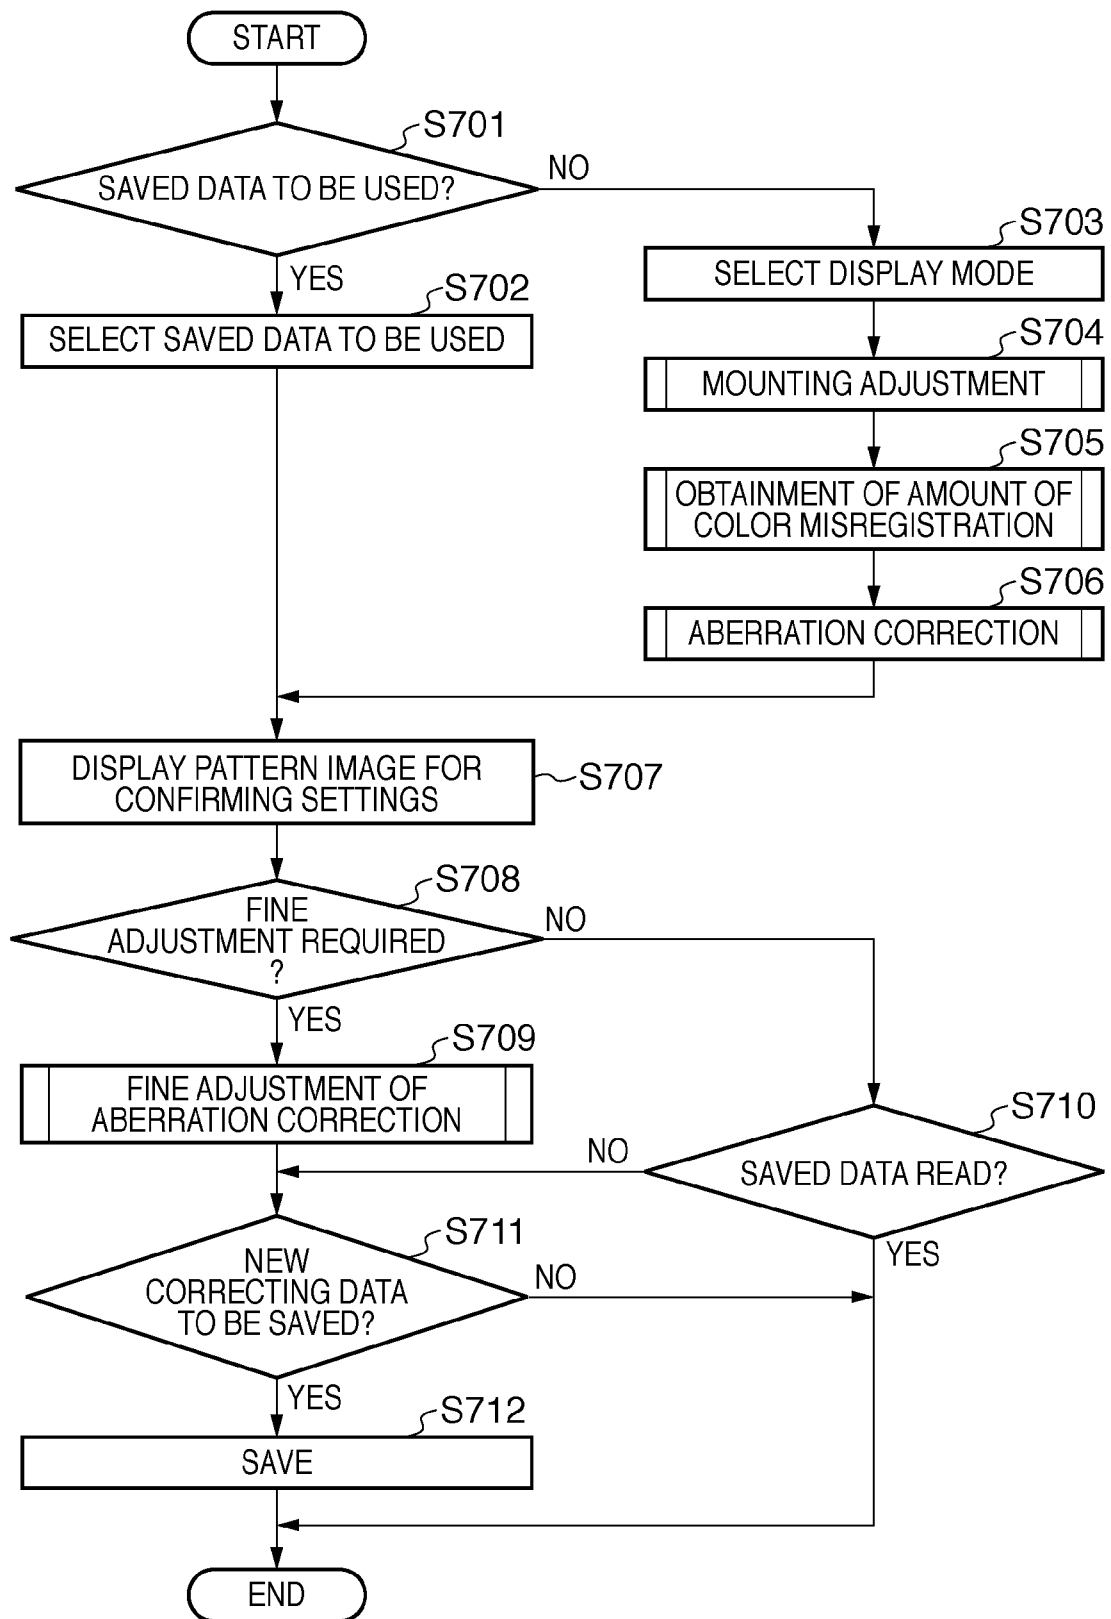 START
S701
SAVED DATA TO BE USED?
NO
YES
S702
SELECT SAVED DATA TO BE USED
S703
SELECT DISPLAY MODE
S704
MOUNTING ADJUSTMENT
S705
OBTAINMENT OF AMOUNT OF
COLOR MISREGISTRATION
S706
ABERRATION CORRECTION
DISPLAY PATTERN IMAGE FOR
CONFIRMING SETTINGS
S707
S708
FINE
ADJUSTMENT REQUIRED
?
NO
YES
S709
FINE ADJUSTMENT OF
ABERRATION CORRECTION
S710
SAVED DATA READ?
NO
YES
S711
NEW
CORRECTING DATA
TO BE SAVED?
NO
YES
S712
SAVE
END